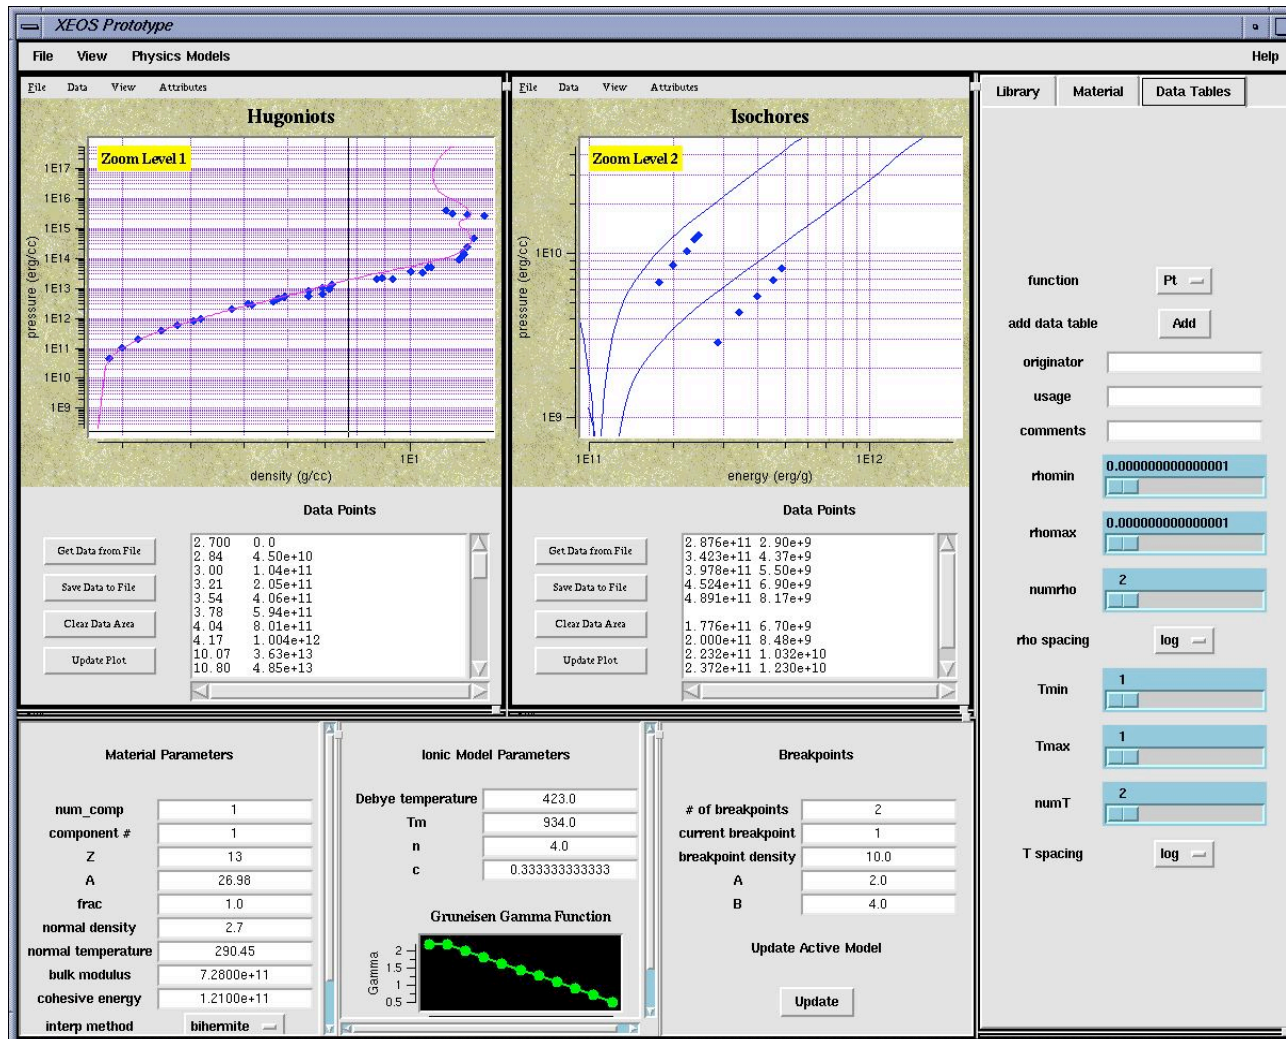 XEOS Prototype
File View Physics Models Help
File Data View Attributes
Hugoniots
Zoom Level 1
1E17
1E16
1E15
1E14
1E13
1E12
1E11
1E10
1E9
pressure (erg/cc)
1E1
density (g/cc)
Data Points
Get Data from File
Save Data to File
Clear Data Area
Update Plot
2.700 0.0
2.84 4.50e+10
3.00 1.04e+11
3.21 2.05e+11
3.54 4.06e+11
3.78 5.94e+11
4.04 8.01e+11
4.17 1.004e+12
10.07 3.63e+13
10.80 4.85e+13
File Data View Attributes
Isochores
Zoom Level 2
1E10
1E9
pressure (erg/cc)
1E11 1E12
energy (erg/g)
Data Points
Get Data from File
Save Data to File
Clear Data Area
Update Plot
2.876e+11 2.90e+9
3.423e+11 4.37e+9
3.978e+11 5.50e+9
4.524e+11 6.90e+9
4.891e+11 8.17e+9
1.776e+11 6.70e+9
2.000e+11 8.48e+9
2.232e+11 1.032e+10
2.372e+11 1.230e+10
Library Material Data Tables
function Pt
add data table Add
originator
usage
comments
rhomin 0.000000000000001
rhomax 0.000000000000001
numrho 2
rho spacing log
Tmin 1
Tmax 1
numT 2
T spacing log
Material Parameters
num_comp 1
component # 1
Z 13
A 26.98
frac 1.0
normal density 2.7
normal temperature 290.45
bulk modulus 7.2800e+11
cohesive energy 1.2100e+11
interp method bihermite
Ionic Model Parameters
Debye temperature 423.0
Tm 934.0
n 4.0
c 0.333333333333
Gruneisen Gamma Function
Gamma
2
1.5
1
0.5
Breakpoints
# of breakpoints 2
current breakpoint 1
breakpoint density 10.0
A 2.0
B 4.0
Update Active Model
Update